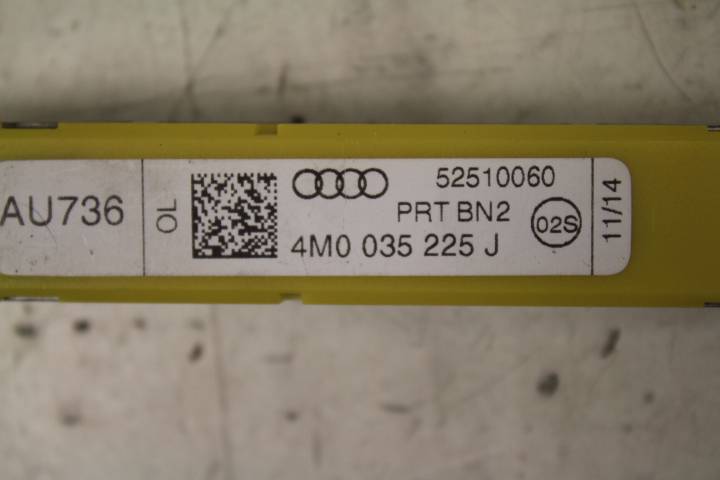 AU736
OL
52510060
PRT BN2
02S
4M0 035 225 J
11/14